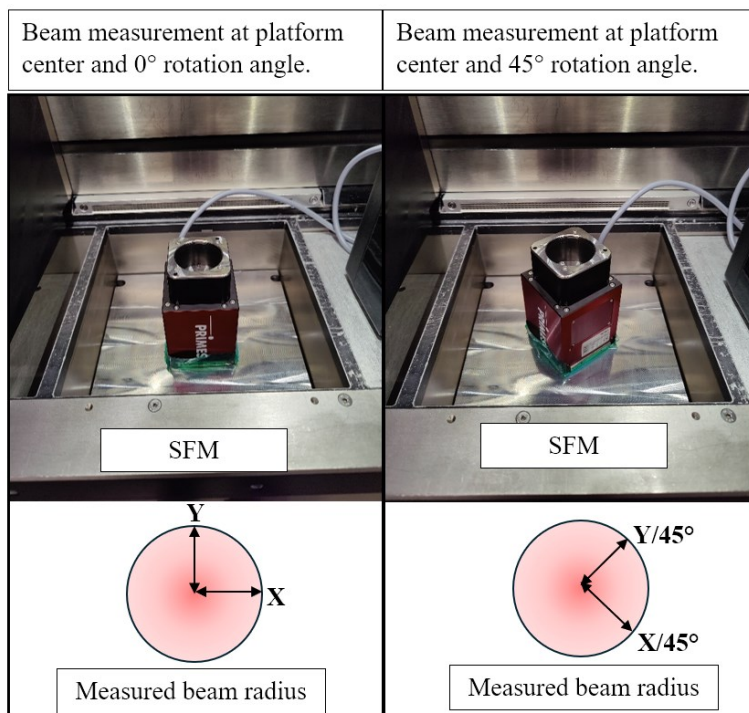 Beam measurement at platform
center and 0° rotation angle.
Beam measurement at platform
center and 45° rotation angle.
PRIMES
PRIMES
SFM
SFM
Y
X
Y/45°
X/45°
Measured beam radius
Measured beam radius